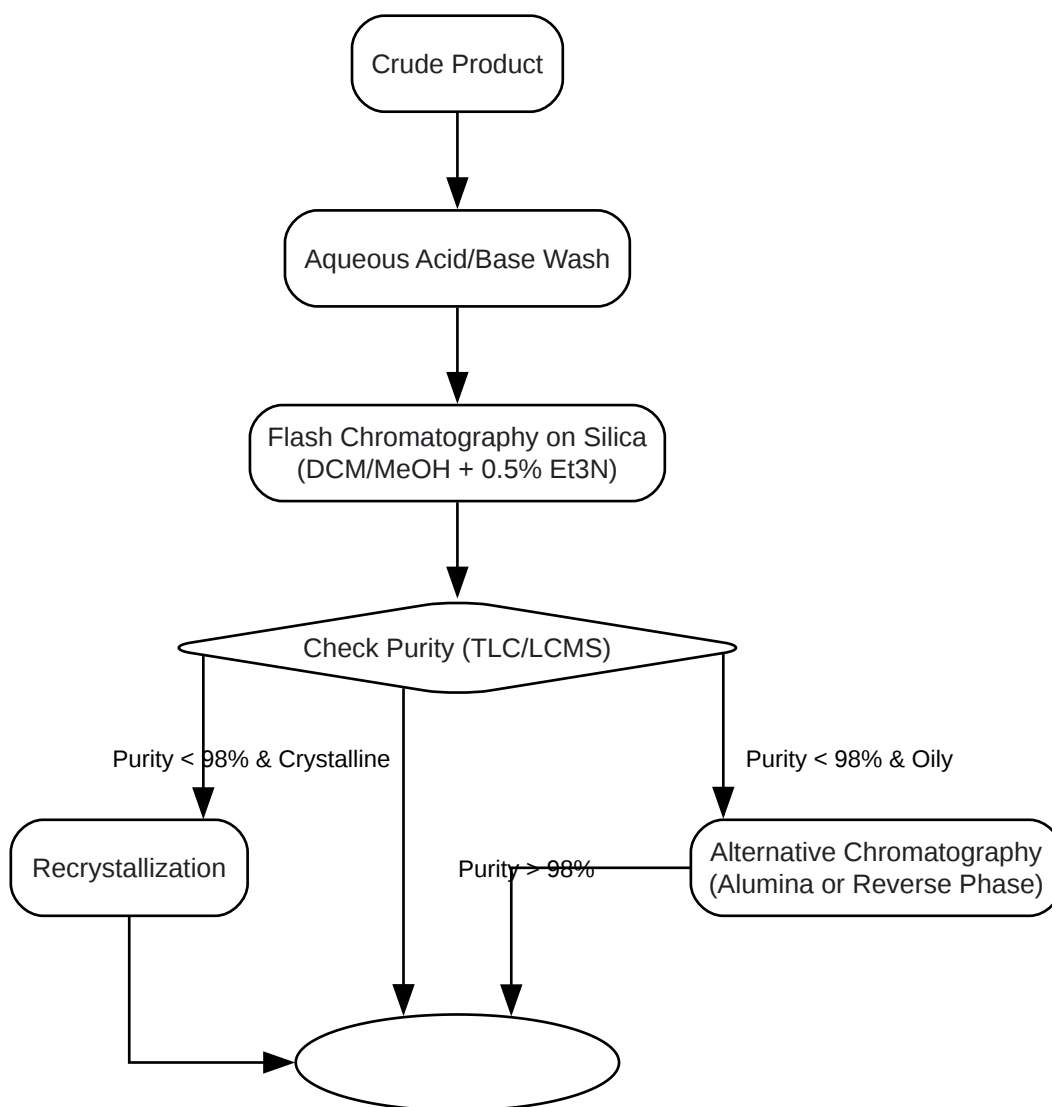 Crude Product
Aqueous Acid/Base Wash
Flash Chromatography on Silica
(DCM/MeOH + 0.5% Et3N)
Check Purity (TLC/LCMS)
Purity < 98% & Crystalline
Purity < 98% & Oily
Recrystallization
Purity > 98%
Alternative Chromatography
(Alumina or Reverse Phase)